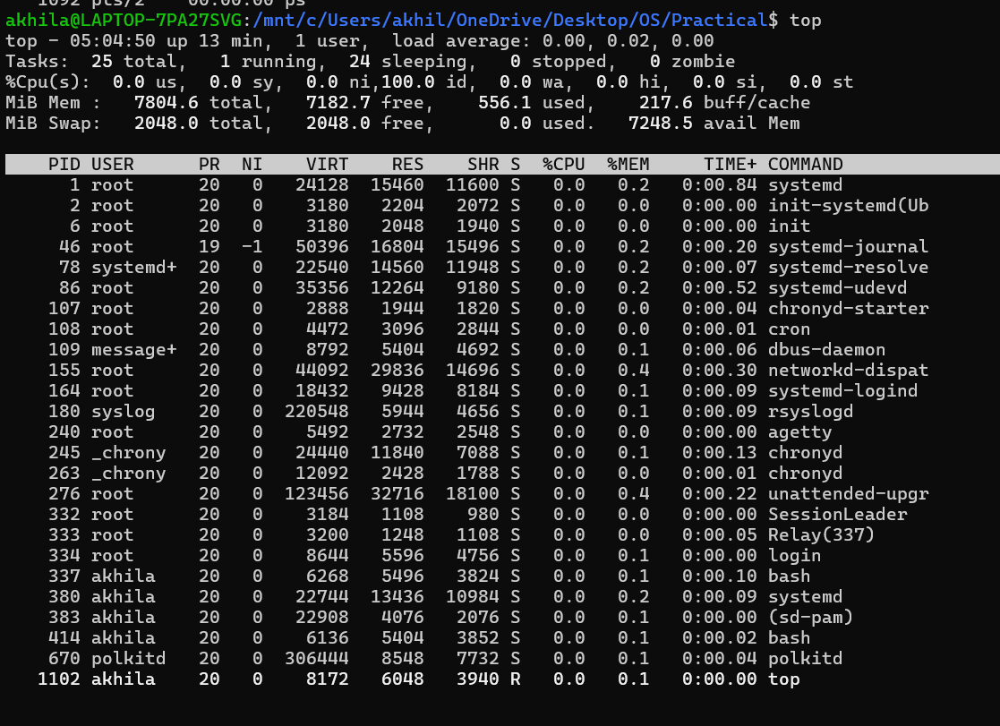 1092 pts/2    00:00:00 ps
akhila@LAPTOP-7PA27SVG:/mnt/c/Users/akhil/OneDrive/Desktop/OS/Practical$ top
top - 05:04:50 up 13 min,  1 user,  load average: 0.00, 0.02, 0.00
Tasks:  25 total,   1 running,  24 sleeping,   0 stopped,   0 zombie
%Cpu(s):  0.0 us,  0.0 sy,  0.0 ni,100.0 id,  0.0 wa,  0.0 hi,  0.0 si,  0.0 st
MiB Mem :   7804.6 total,   7182.7 free,    556.1 used,    217.6 buff/cache
MiB Swap:   2048.0 total,   2048.0 free,      0.0 used.   7248.5 avail Mem
    PID USER      PR  NI    VIRT    RES    SHR S  %CPU  %MEM     TIME+ COMMAND
      1 root      20   0   24128  15460  11600 S   0.0   0.2   0:00.84 systemd
      2 root      20   0    3180   2204   2072 S   0.0   0.0   0:00.00 init-systemd(Ub
      6 root      20   0    3180   2048   1940 S   0.0   0.0   0:00.00 init
     46 root      19  -1   50396  16804  15496 S   0.0   0.2   0:00.20 systemd-journal
     78 systemd+  20   0   22540  14560  11948 S   0.0   0.2   0:00.07 systemd-resolve
     86 root      20   0   35356  12264   9180 S   0.0   0.2   0:00.52 systemd-udevd
    107 root      20   0    2888   1944   1820 S   0.0   0.0   0:00.04 chronyd-starter
    108 root      20   0    4472   3096   2844 S   0.0   0.0   0:00.01 cron
    109 message+  20   0    8792   5404   4692 S   0.0   0.1   0:00.06 dbus-daemon
    155 root      20   0   44092  29836  14696 S   0.0   0.4   0:00.30 networkd-dispat
    164 root      20   0   18432   9428   8184 S   0.0   0.1   0:00.09 systemd-logind
    180 syslog    20   0  220548   5944   4656 S   0.0   0.1   0:00.09 rsyslogd
    240 root      20   0    5492   2732   2548 S   0.0   0.0   0:00.00 agetty
    245 _chrony   20   0   24440  11840   7088 S   0.0   0.1   0:00.13 chronyd
    263 _chrony   20   0   12092   2428   1788 S   0.0   0.0   0:00.01 chronyd
    276 root      20   0  123456  32716  18100 S   0.0   0.4   0:00.22 unattended-upgr
    332 root      20   0    3184   1108    980 S   0.0   0.0   0:00.00 SessionLeader
    333 root      20   0    3200   1248   1108 S   0.0   0.0   0:00.05 Relay(337)
    334 root      20   0    8644   5596   4756 S   0.0   0.1   0:00.00 login
    337 akhila    20   0    6268   5496   3824 S   0.0   0.1   0:00.10 bash
    380 akhila    20   0   22744  13436  10984 S   0.0   0.2   0:00.09 systemd
    383 akhila    20   0   22908   4076   2076 S   0.0   0.1   0:00.00 (sd-pam)
    414 akhila    20   0    6136   5404   3852 S   0.0   0.1   0:00.02 bash
    670 polkitd   20   0  306444   8548   7732 S   0.0   0.1   0:00.04 polkitd
   1102 akhila    20   0    8172   6048   3940 R   0.0   0.1   0:00.00 top